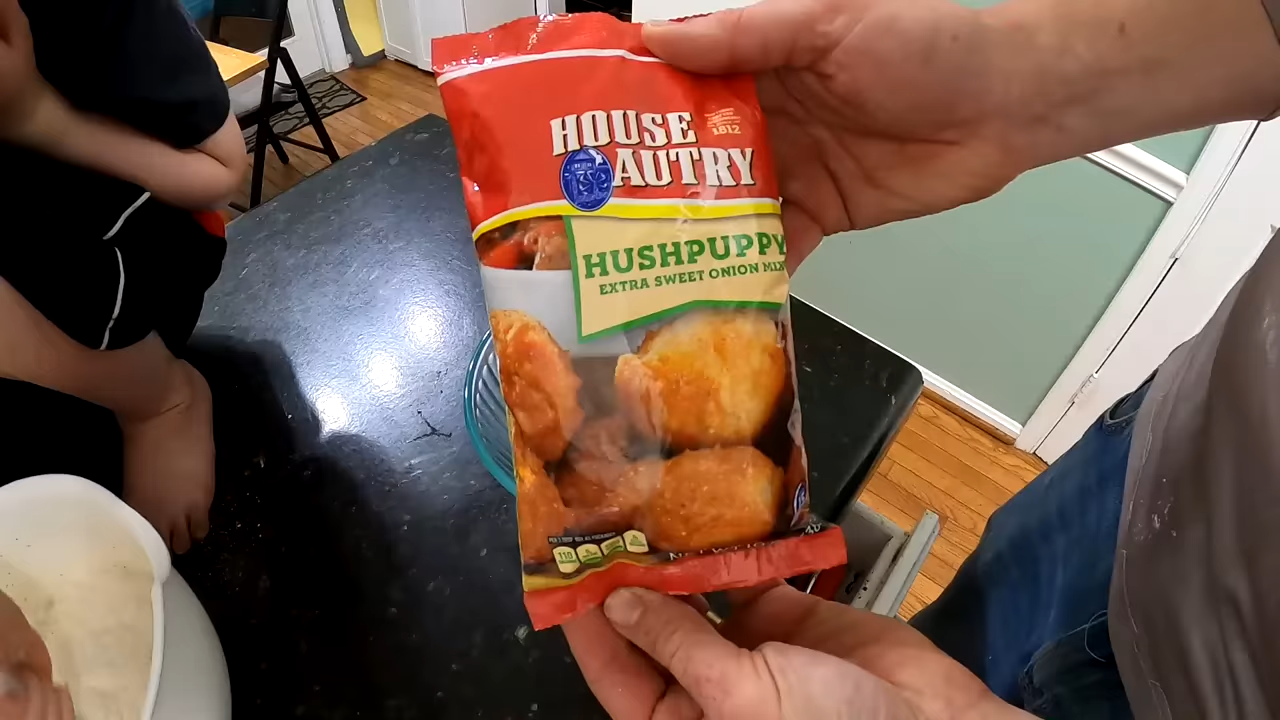 HOUSE
1812
AUTRY
HUSHPUPPY
EXTRA SWEET ONION MIX
110